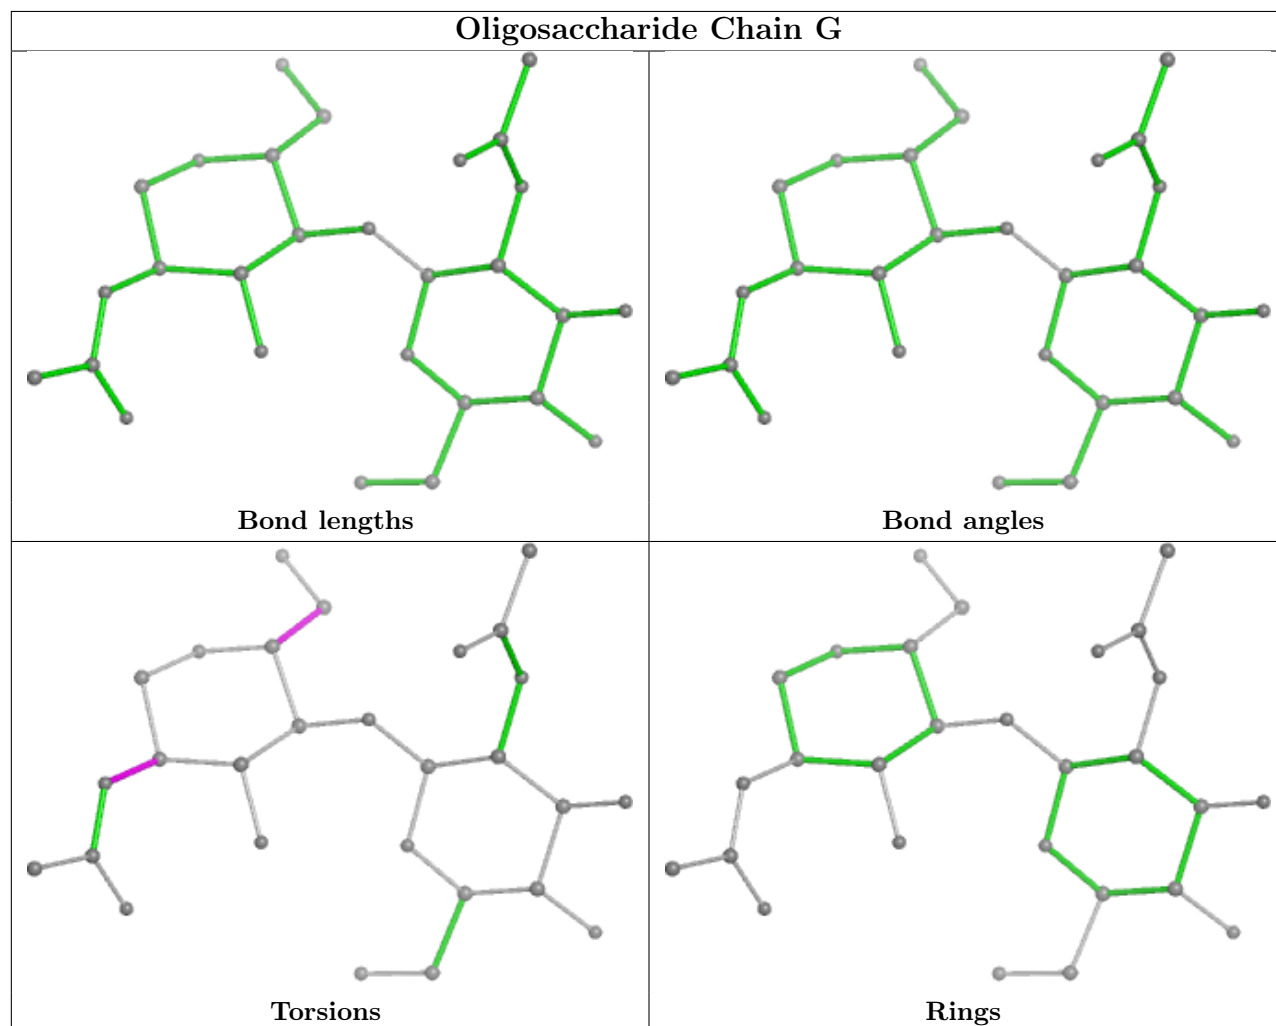 Oligosaccharide Chain G
Bond lengths
Bond angles
Torsions
Rings